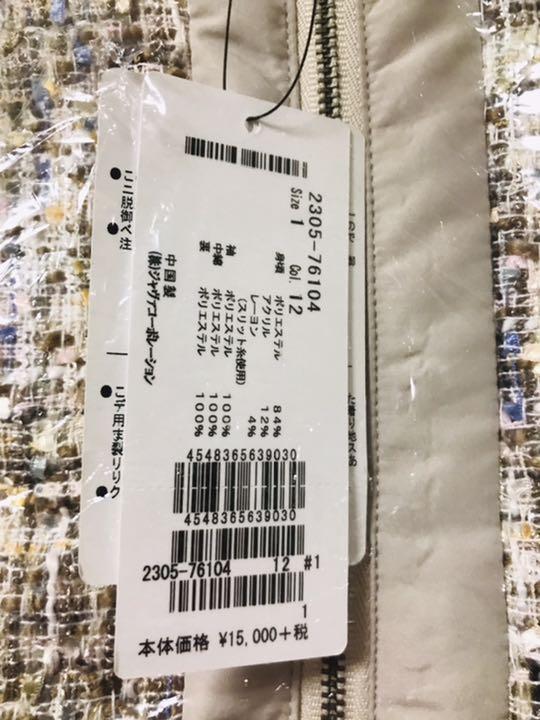 2305-76104
Size 1 Col. 12
身頃 ポリエステル 84%
アクリル 12%
レーヨン 4%
(スリット糸使用)
袖 ポリエステル 100%
中綿 ポリエステル 100%
裏 ポリエステル 100%
中国製
(株)ジャヴァコーポレーション
4548365639030
4548365639030
2305-76104 12 #1
1
本体価格 ¥15,000+税